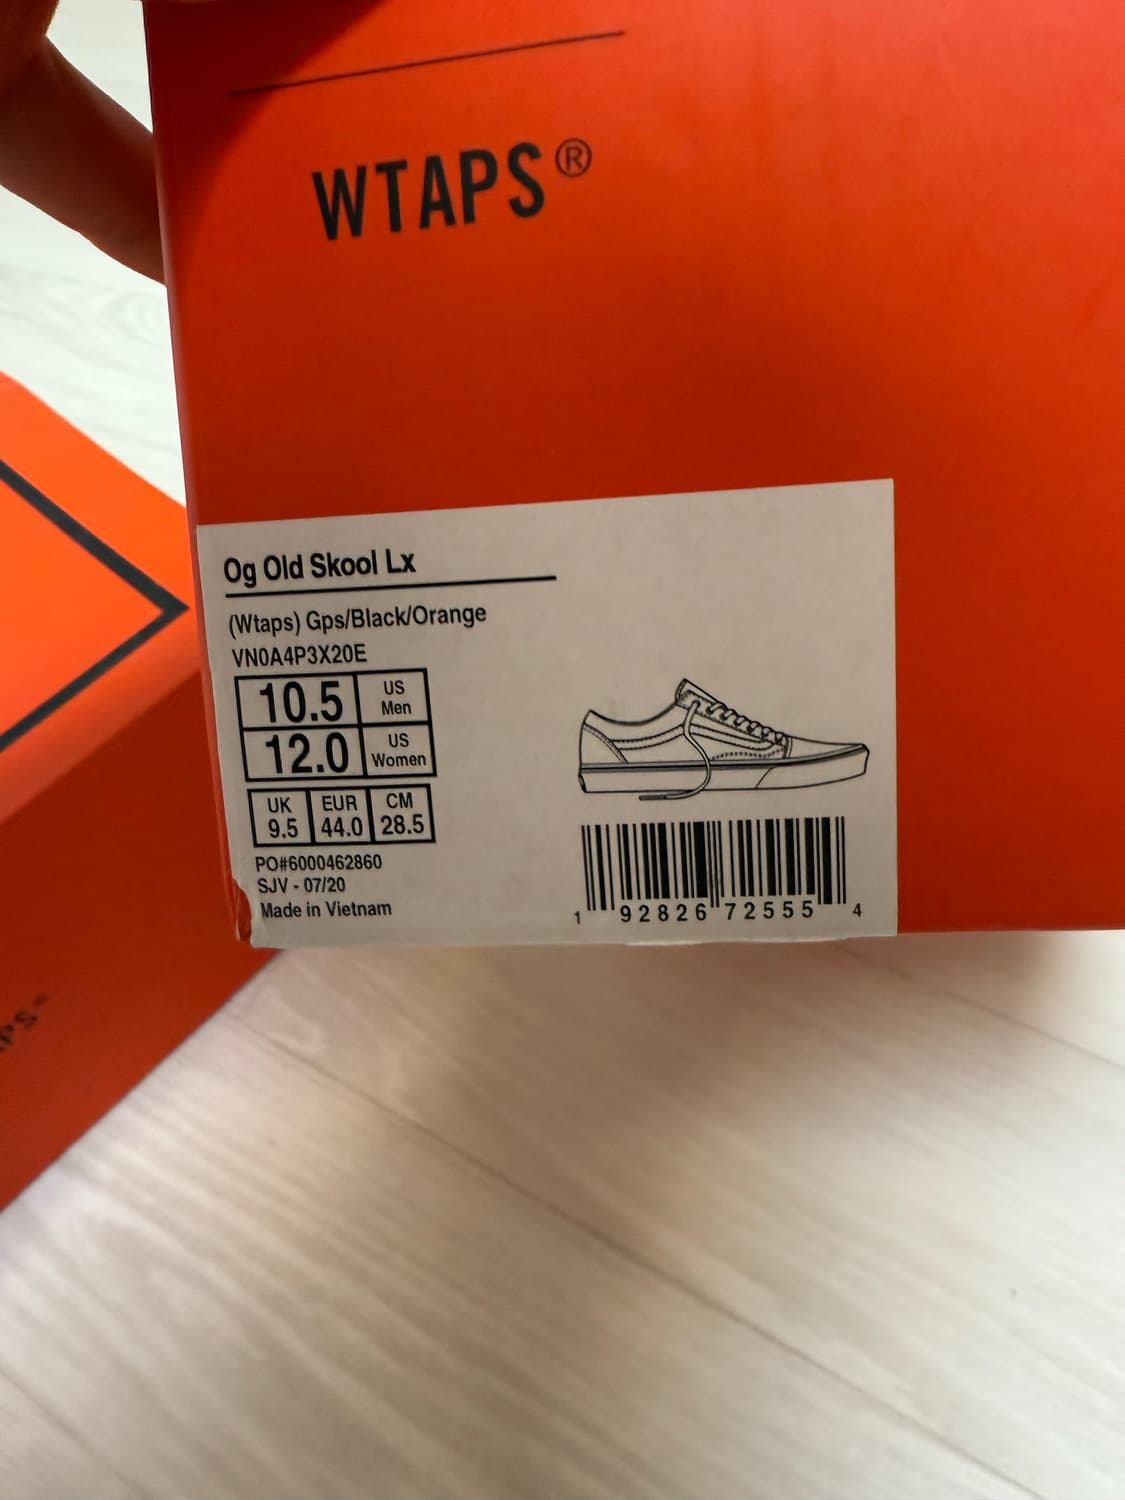 WTAPS®
Og Old Skool Lx
(Wtaps) Gps/Black/Orange
VN0A4P3X20E
10.5 US Men
12.0 US Women
UK 9.5 EUR 44.0 CM 28.5
PO#6000462860
SJV - 07/20
Made in Vietnam
1 92826 72555 4